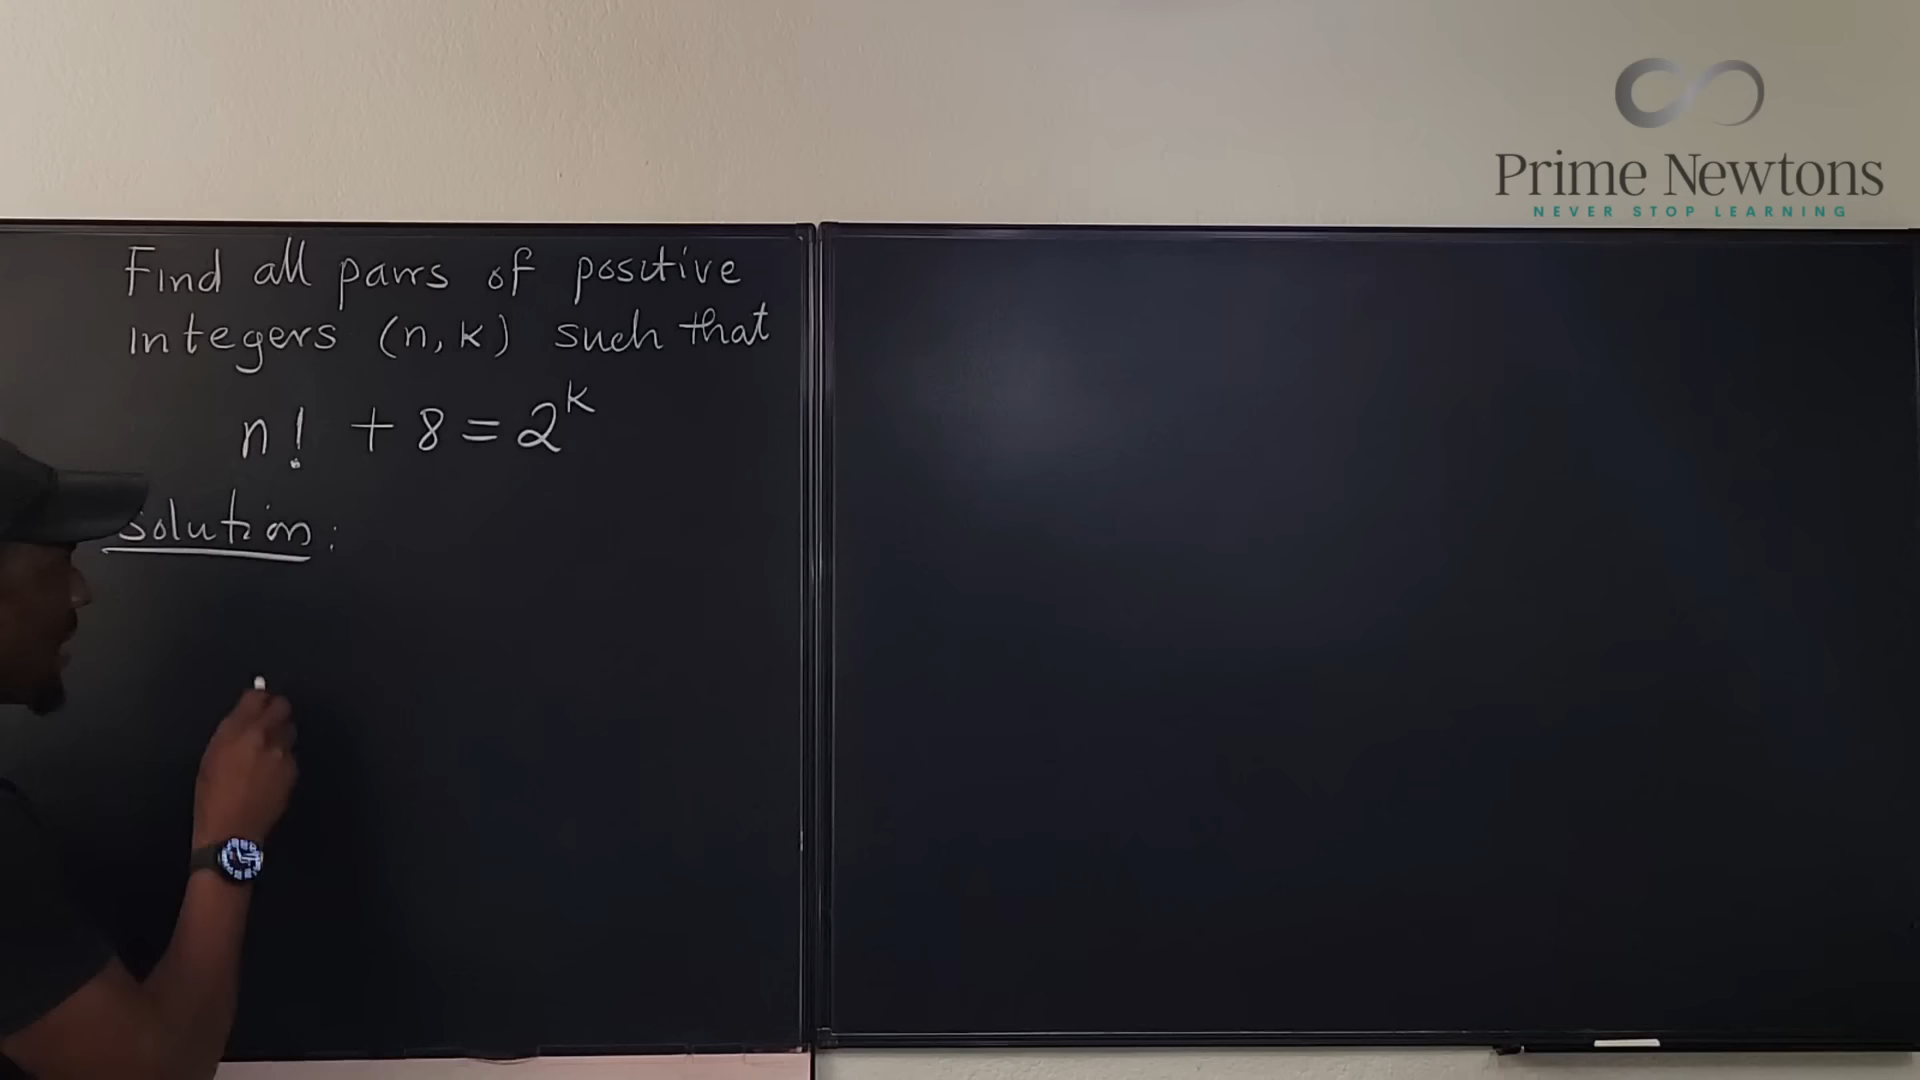 Find all pairs of positive
integers (n, k) such that
n! + 8 = 2^k
Solution:
Prime Newtons
NEVER STOP LEARNING